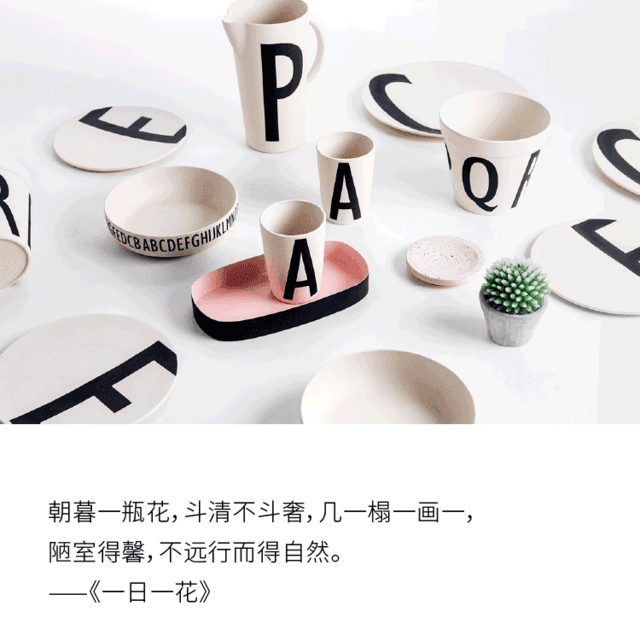 P
E
C
Q
R
A
R
FEDCBABCDEFGHIJKLMN
A
E
F
朝暮一瓶花，斗清不斗奢，几一榻一画一，
陋室得馨，不远行而得自然。
——《一日一花》